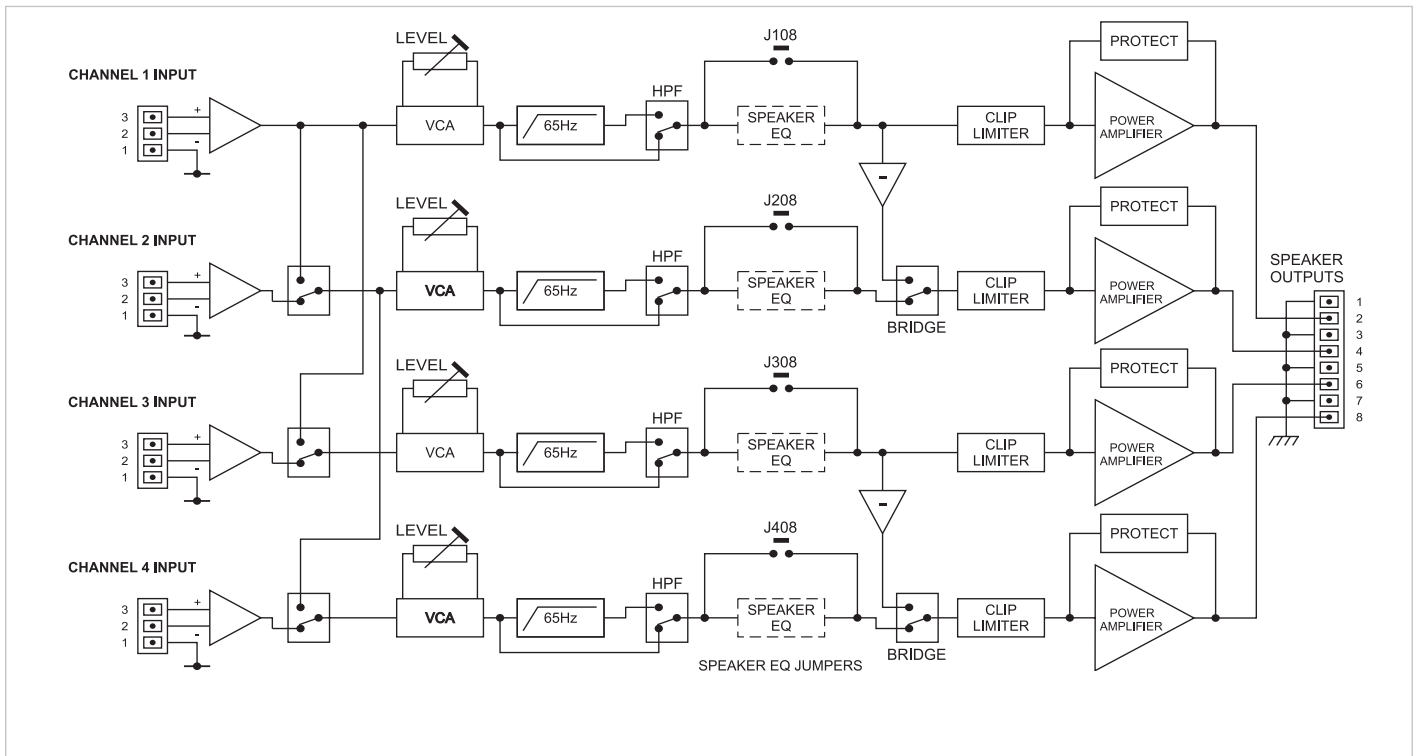 J108
LEVEL
PROTECT
CHANNEL 1 INPUT
HPF
3
+
2
-
1
VCA
65Hz
SPEAKER
EQ
CLIP
LIMITER
POWER
AMPLIFIER
-
LEVEL
J208
PROTECT
CHANNEL 2 INPUT
HPF
SPEAKER
OUTPUTS
3
+
2
-
1
VCA
65Hz
SPEAKER
EQ
BRIDGE
CLIP
LIMITER
POWER
AMPLIFIER
1
2
3
4
5
6
7
8
LEVEL
J308
PROTECT
CHANNEL 3 INPUT
HPF
3
+
2
-
1
VCA
65Hz
SPEAKER
EQ
CLIP
LIMITER
POWER
AMPLIFIER
-
LEVEL
J408
PROTECT
CHANNEL 4 INPUT
HPF
3
+
2
-
1
VCA
65Hz
SPEAKER
EQ
BRIDGE
CLIP
LIMITER
POWER
AMPLIFIER
SPEAKER EQ JUMPERS